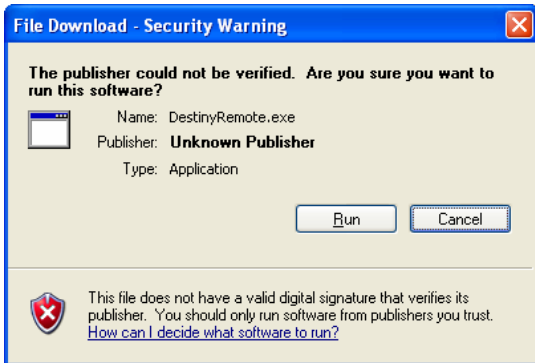 File Download - Security Warning
The publisher could not be verified.  Are you sure you want to
run this software?
Name: DestinyRemote.exe
Publisher: Unknown Publisher
Type: Application
Run Cancel
This file does not have a valid digital signature that verifies its
publisher.  You should only run software from publishers you trust.
How can I decide what software to run?